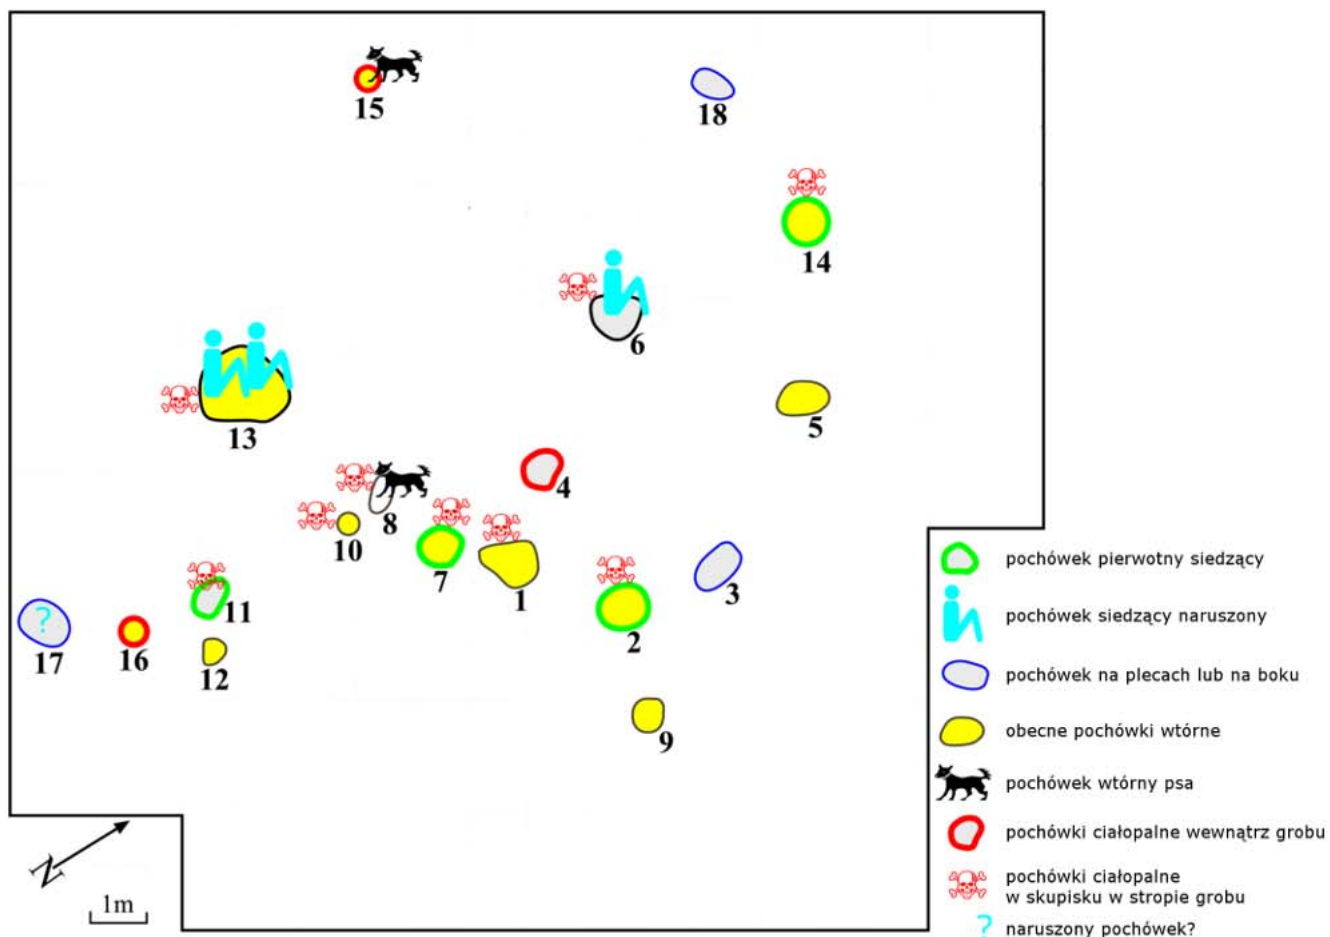 15
18
14
6
13
5
4
8
10
7
1
3
2
11
17
16
12
9
N
1m
pochówek pierwotny siedzący
pochówek siedzący naruszony
pochówek na plecach lub na boku
obecne pochówki wtórne
pochówek wtórny psa
pochówki ciałopalne wewnątrz grobu
pochówki ciałopalne
w skupisku w stropie grobu
? naruszony pochówek?
?